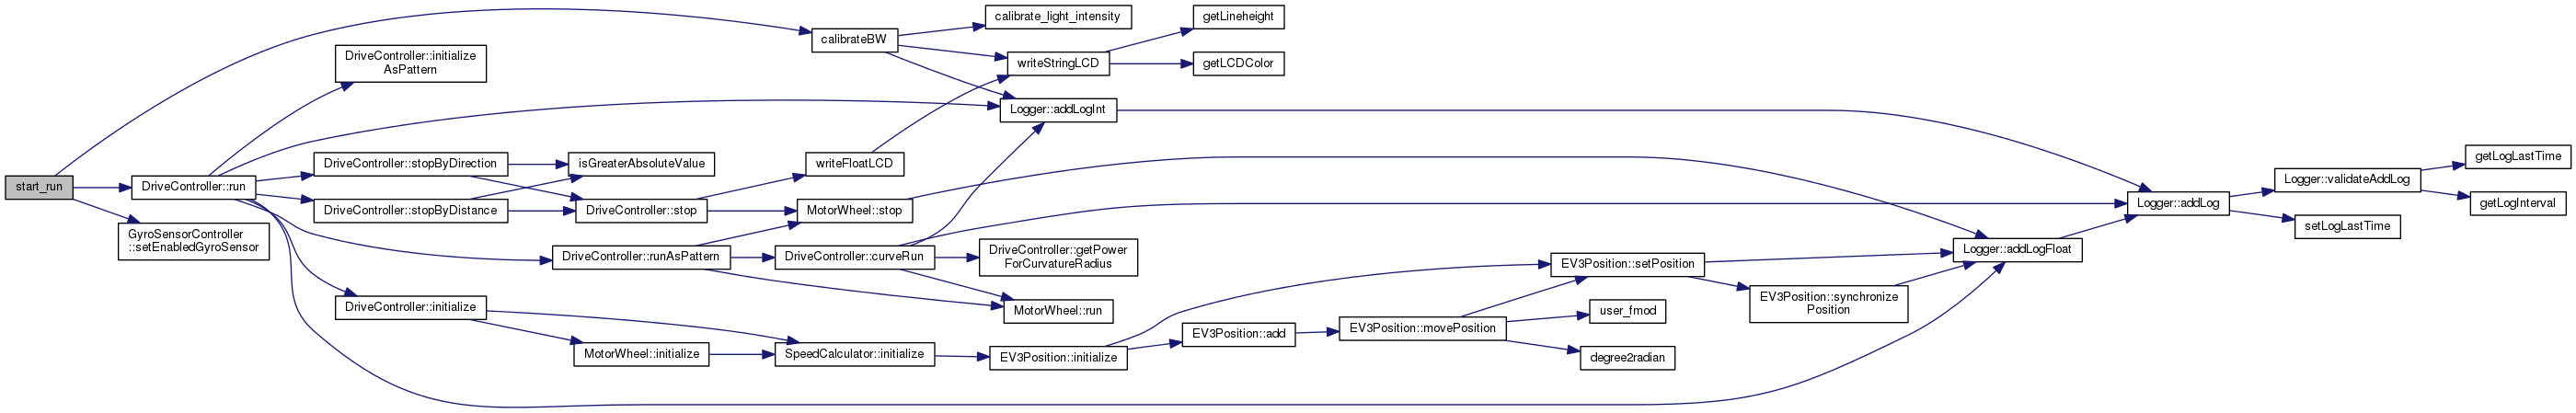 start_run
DriveController::run
GyroSensorController
::setEnabledGyroSensor
DriveController::initialize
AsPattern
DriveController::stopByDirection
DriveController::stopByDistance
DriveController::initialize
isGreaterAbsoluteValue
DriveController::stop
DriveController::runAsPattern
MotorWheel::initialize
calibrateBW
writeFloatLCD
MotorWheel::stop
DriveController::curveRun
SpeedCalculator::initialize
calibrate_light_intensity
writeStringLCD
Logger::addLogInt
DriveController::getPower
ForCurvatureRadius
MotorWheel::run
EV3Position::initialize
getLineheight
getLCDColor
EV3Position::add
EV3Position::movePosition
EV3Position::setPosition
user_fmod
degree2radian
EV3Position::synchronize
Position
Logger::addLogFloat
Logger::addLog
Logger::validateAddLog
setLogLastTime
getLogLastTime
getLogInterval